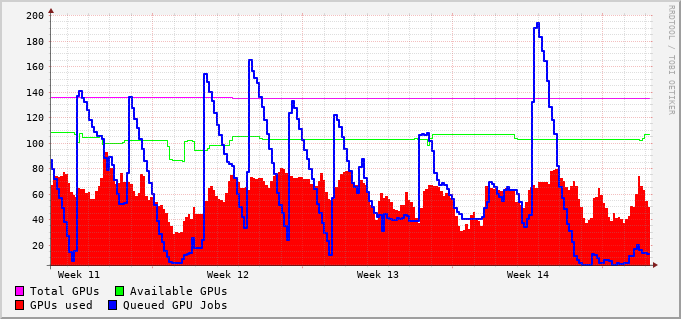 200
180
160
140
120
100
80
60
40
20
Week 11 Week 12 Week 13 Week 14
Total GPUs Available GPUs
GPUs used Queued GPU Jobs
RRDTOOL / TOBI OETIKER